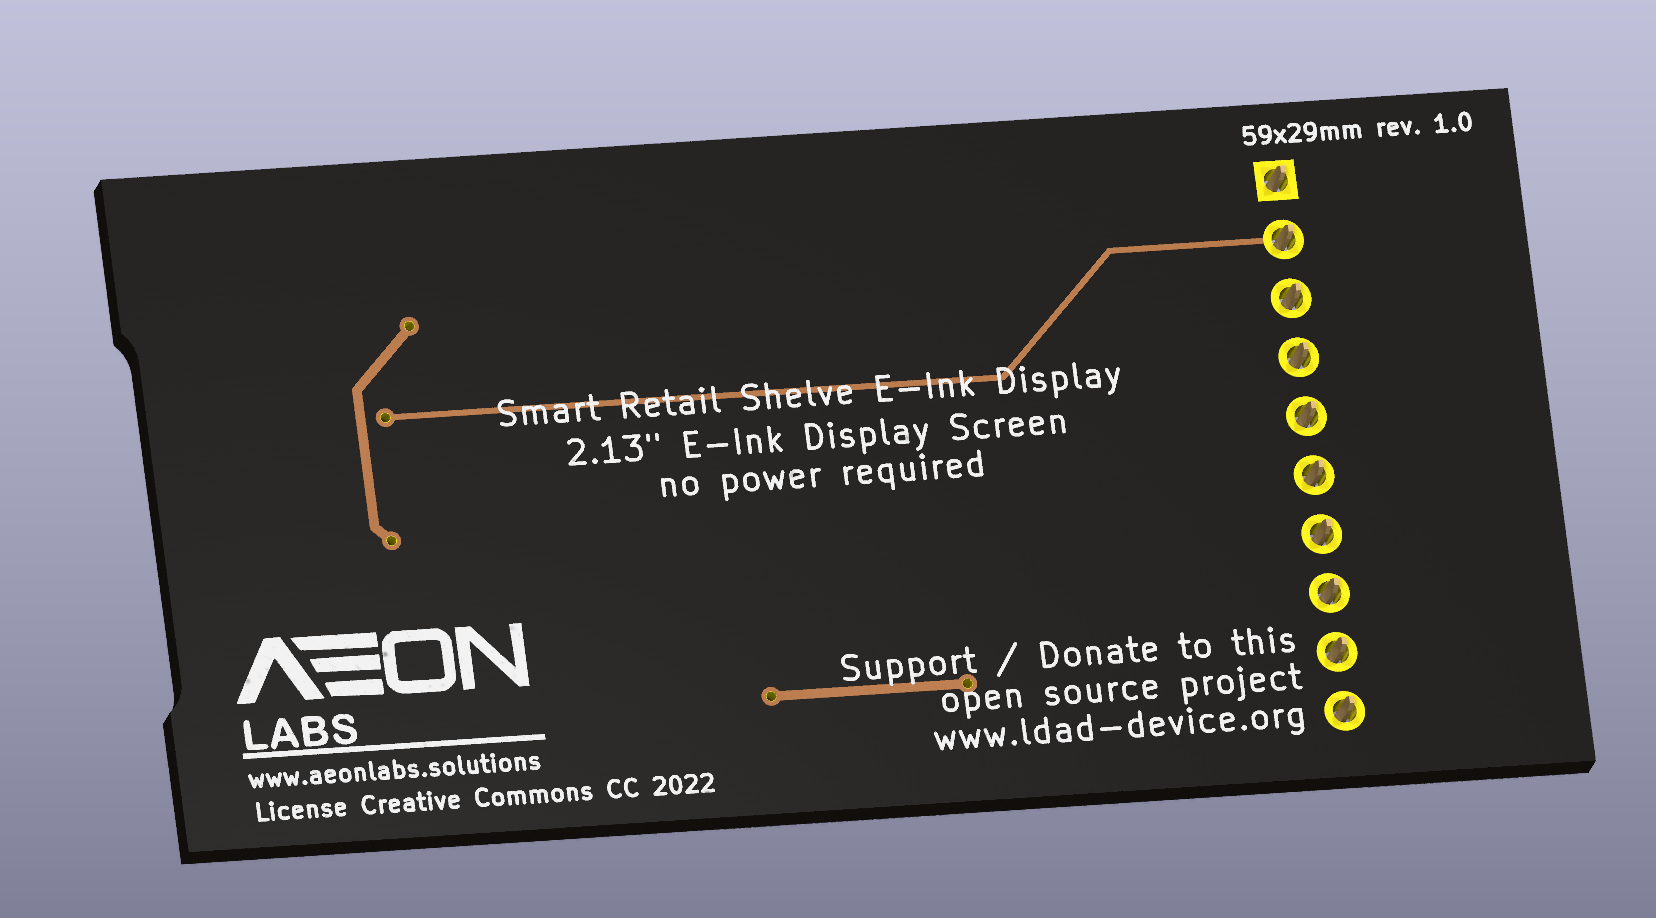 59x29mm rev. 1.0
Smart Retail Shelve E-Ink Display
2.13" E-Ink Display Screen
no power required
AEON
LABS
www.aeonlabs.solutions
License Creative Commons CC 2022
Support / Donate to this
open source project
www.ldad-device.org